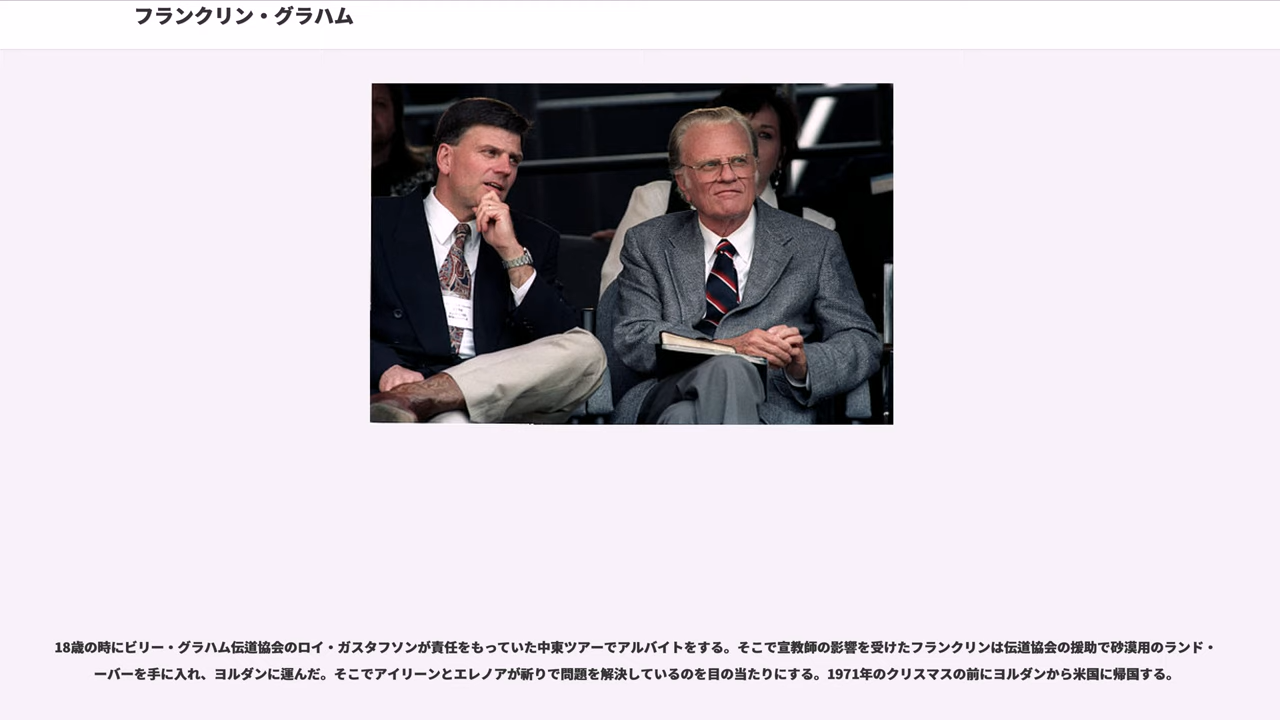 フランクリン・グラハム
18歳の時にビリー・グラハム伝道協会のロイ・ガスタフソンが責任をもっていた中東ツアーでアルバイトをする。そこで宣教師の影響を受けたフランクリンは伝道協会の援助で砂漠用のランド・
ーバーを手に入れ、ヨルダンに運んだ。そこでアイリーンとエレノアが祈りで問題を解決しているのを目の当たりにする。1971年のクリスマスの前にヨルダンから米国に帰国する。